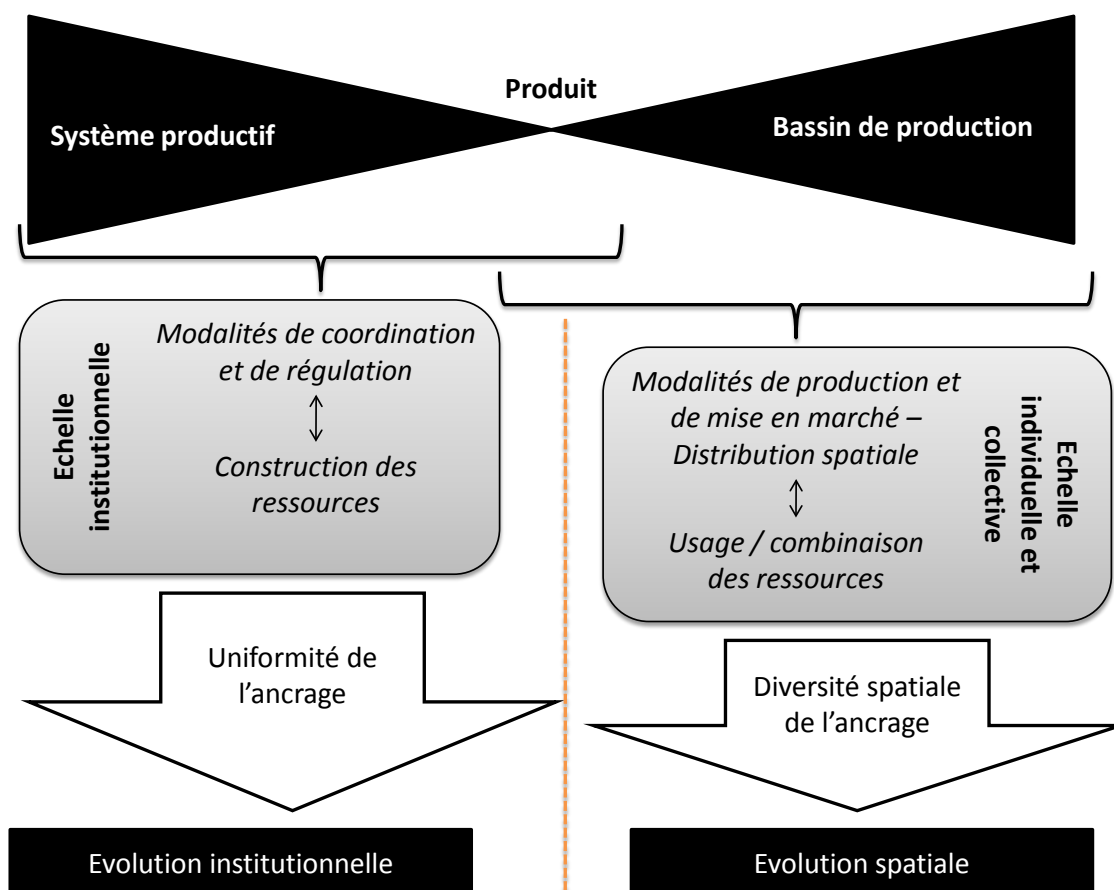 Produit
Système productif
Bassin de production
Echelle
institutionnelle
Modalités de coordination
et de régulation
Construction des
ressources
Modalités de production et
de mise en marché –
Distribution spatiale
Usage / combinaison
des ressources
Echelle
individuelle et
collective
Uniformité de
l’ancrage
Diversité spatiale
de l’ancrage
Evolution institutionnelle
Evolution spatiale